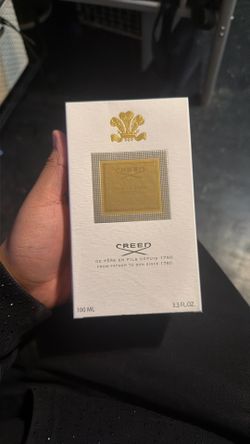 CREED
CREED
DE PÈRE EN FILS DEPUIS 1760
FROM FATHER TO SON SINCE 1760
100 ML
3.3 FL.OZ.